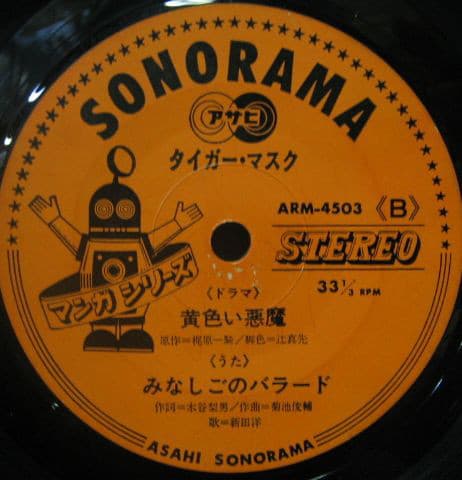 SONORAMA
アサヒ
タイガー・マスク
ARM-4503 《B》
STEREO
33 1/3 RPM
マンガシリーズ
〈ドラマ〉
黄色い悪魔
原作=梶原一騎/脚色=辻真先
〈うた〉
みなしごのバラード
作詞=木谷梨男/作曲=菊池俊輔
歌=新田洋
ASAHI SONORAMA